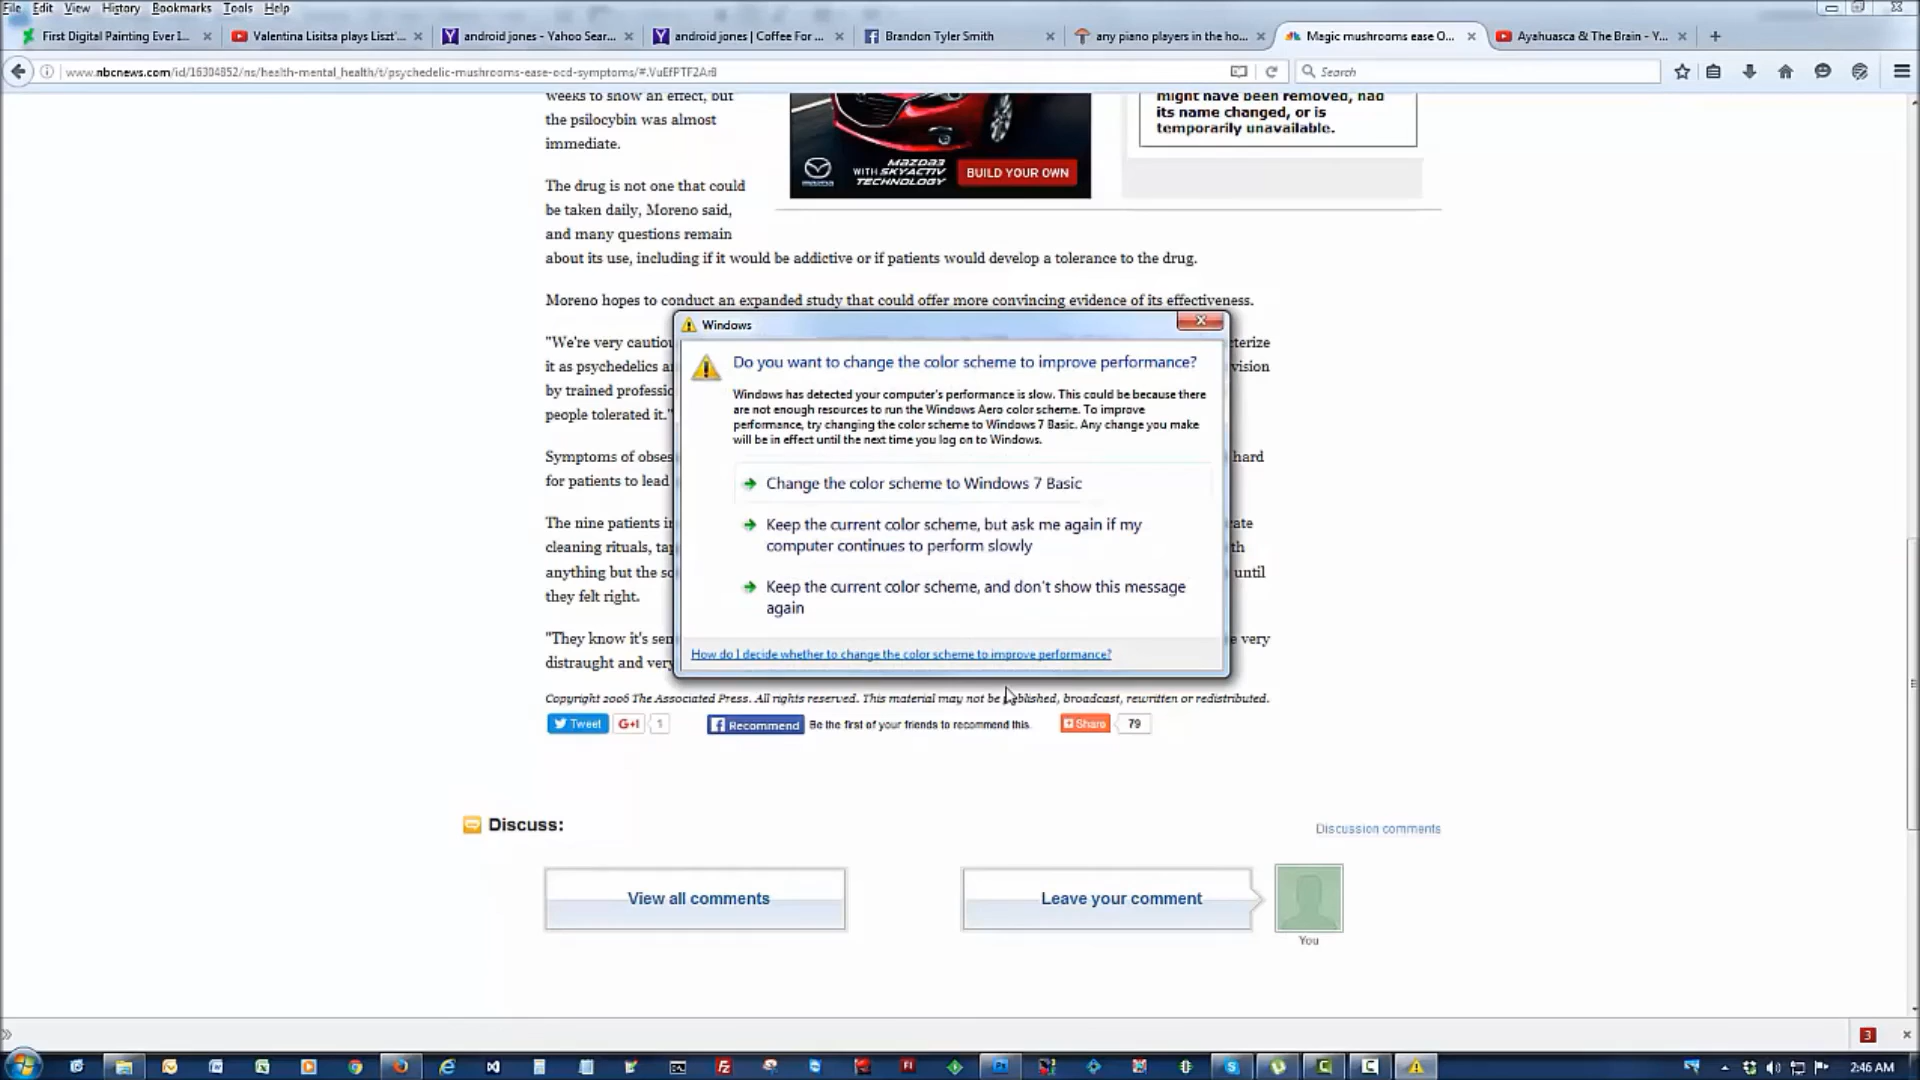 File Edit View History Bookmarks Tools Help
First Digital Painting Ever I...
Valentina Lisitsa plays Liszt'...
android jones - Yahoo Sear...
android jones | Coffee For ...
Brandon Tyler Smith
any piano players in the ho...
Magic mushrooms ease O...
Ayahuasca & The Brain - Y...
www.nbcnews.com/id/16304852/ns/health-mental_health/t/psychedelic-mushrooms-ease-ocd-symptoms/#.VuEfPTF2Ar8
Search
weeks to show an effect, but
the psilocybin was almost
immediate.
mazda
mazda3
WITH SKYACTIV
TECHNOLOGY
BUILD YOUR OWN
might have been removed, had
its name changed, or is
temporarily unavailable.
The drug is not one that could
be taken daily, Moreno said,
and many questions remain
about its use, including if it would be addictive or if patients would develop a tolerance to the drug.
Moreno hopes to conduct an expanded study that could offer more convincing evidence of its effectiveness.
"We're very
it as psychedelics
by trained
people tolerated it."
Symptoms of
hard
for patients to lead
The nine patients
cleaning rituals,
anything but the
until
they felt right.
"They know it's
very
distraught and
Windows
Do you want to change the color scheme to improve performance?
Windows has detected your computer's performance is slow. This could be because there
are not enough resources to run the Windows Aero color scheme. To improve
performance, try changing the color scheme to Windows 7 Basic. Any change you make
will be in effect until the next time you log on to Windows.
Change the color scheme to Windows 7 Basic
Keep the current color scheme, but ask me again if my
computer continues to perform slowly
Keep the current color scheme, and don't show this message
again
How do I decide whether to change the color scheme to improve performance?
Copyright 2006 The Associated Press. All rights reserved. This material may not be published, broadcast, rewritten or redistributed.
Tweet G+1 1 Recommend Be the first of your friends to recommend this. Share 79
Discuss:
Discussion comments
View all comments
Leave your comment
You
3
2:46 AM